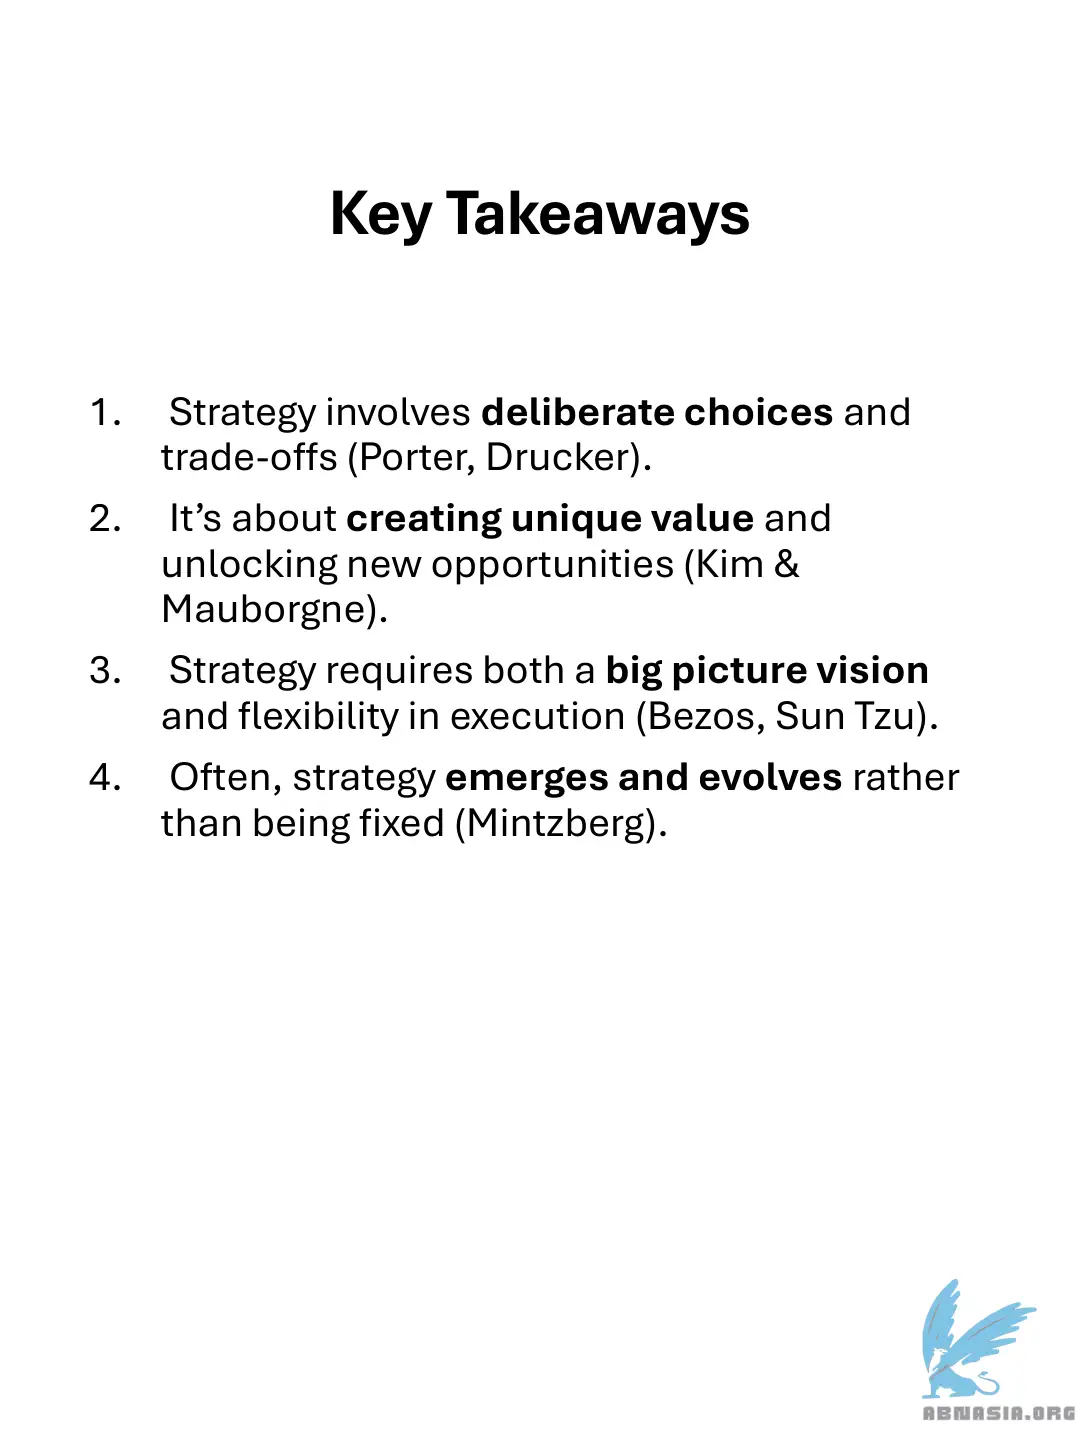 Key Takeaways
1. Strategy involves deliberate choices and
trade-offs (Porter, Drucker).
2. It’s about creating unique value and
unlocking new opportunities (Kim &
Mauborgne).
3. Strategy requires both a big picture vision
and flexibility in execution (Bezos, Sun Tzu).
4. Often, strategy emerges and evolves rather
than being fixed (Mintzberg).
ABNASIA.ORG